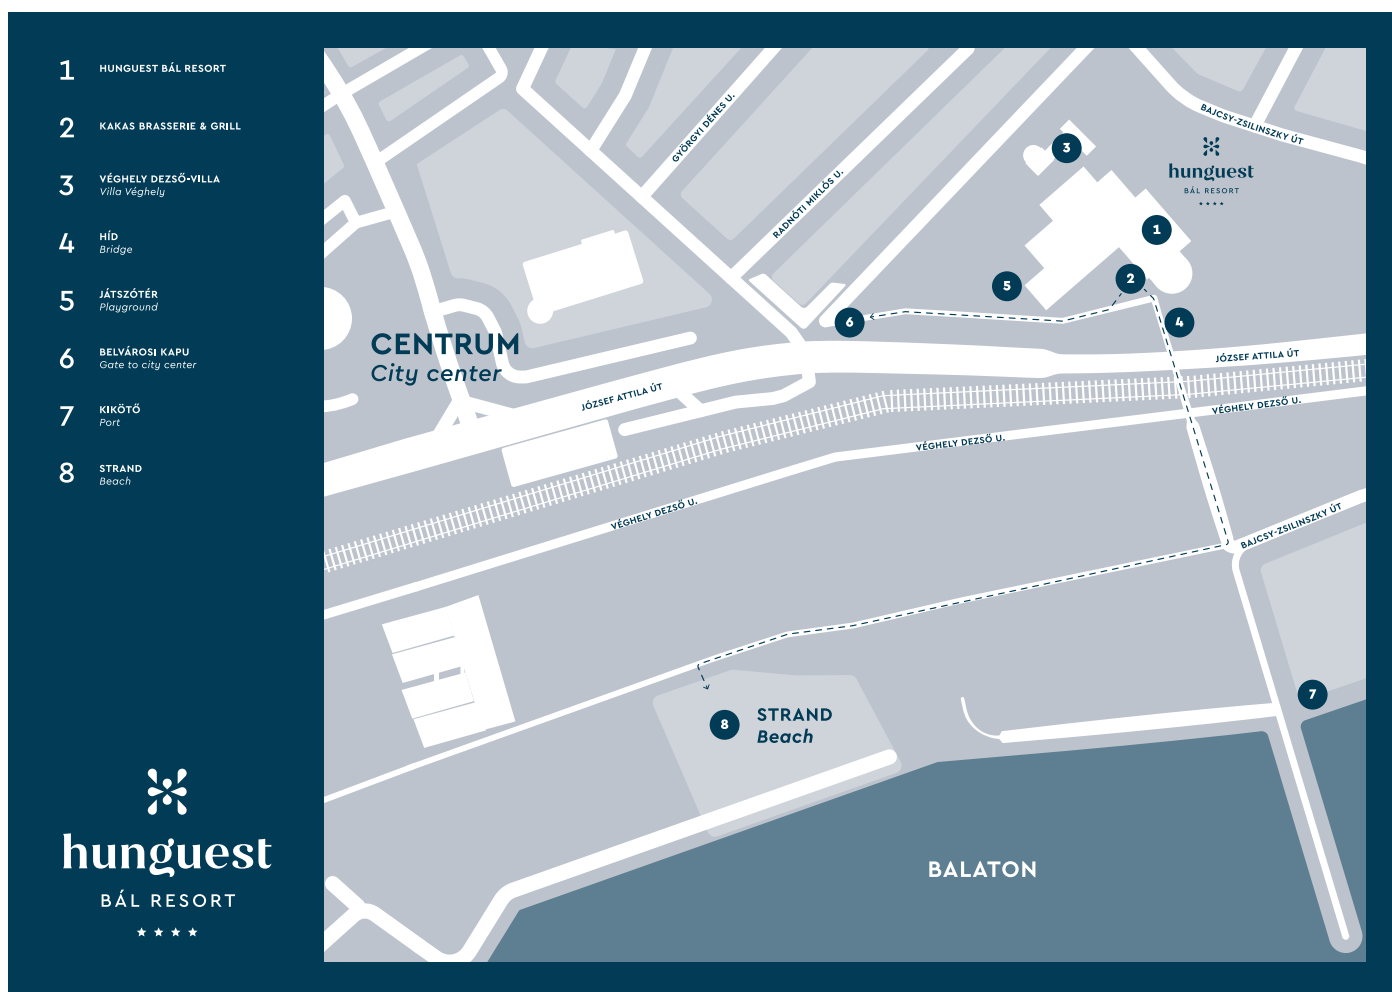 1 HUNGUEST BÁL RESORT
2 KAKAS BRASSERIE & GRILL
3 VÉGHELY DEZSŐ-VILLA
Villa Véghely
4 HÍD
Bridge
5 JÁTSZÓTÉR
Playground
6 BELVÁROSI KAPU
Gate to city center
7 KIKÖTŐ
Port
8 STRAND
Beach
hunguest
BÁL RESORT
GYÖRGYI DÉNES U.
RADNÓTI MIKLÓS U.
BAJCSY-ZSILINSZKY ÚT
3
hunguest
BÁL RESORT
1
2
5
6
4
CENTRUM
City center
JÓZSEF ATTILA ÚT
JÓZSEF ATTILA ÚT
VÉGHELY DEZSŐ U.
VÉGHELY DEZSŐ U.
VÉGHELY DEZSŐ U.
BAJCSY-ZSILINSZKY ÚT
7
8
STRAND
Beach
BALATON